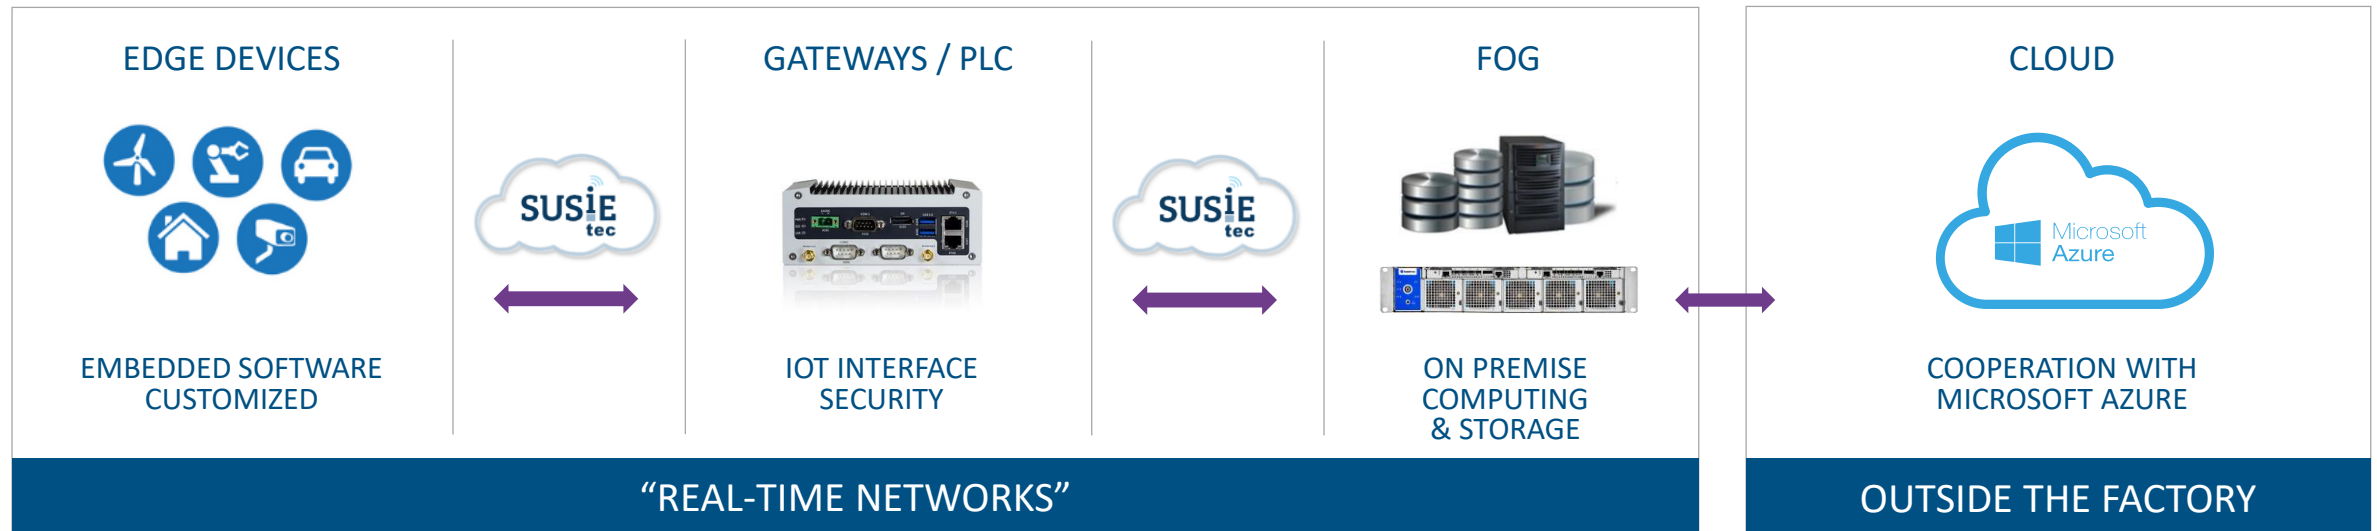 EDGE DEVICES
GATEWAYS / PLC
FOG
CLOUD
SUSiE
tec
SUSiE
tec
Microsoft
Azure
EMBEDDED SOFTWARE
CUSTOMIZED
IOT INTERFACE
SECURITY
ON PREMISE
COMPUTING
& STORAGE
COOPERATION WITH
MICROSOFT AZURE
“REAL-TIME NETWORKS”
OUTSIDE THE FACTORY